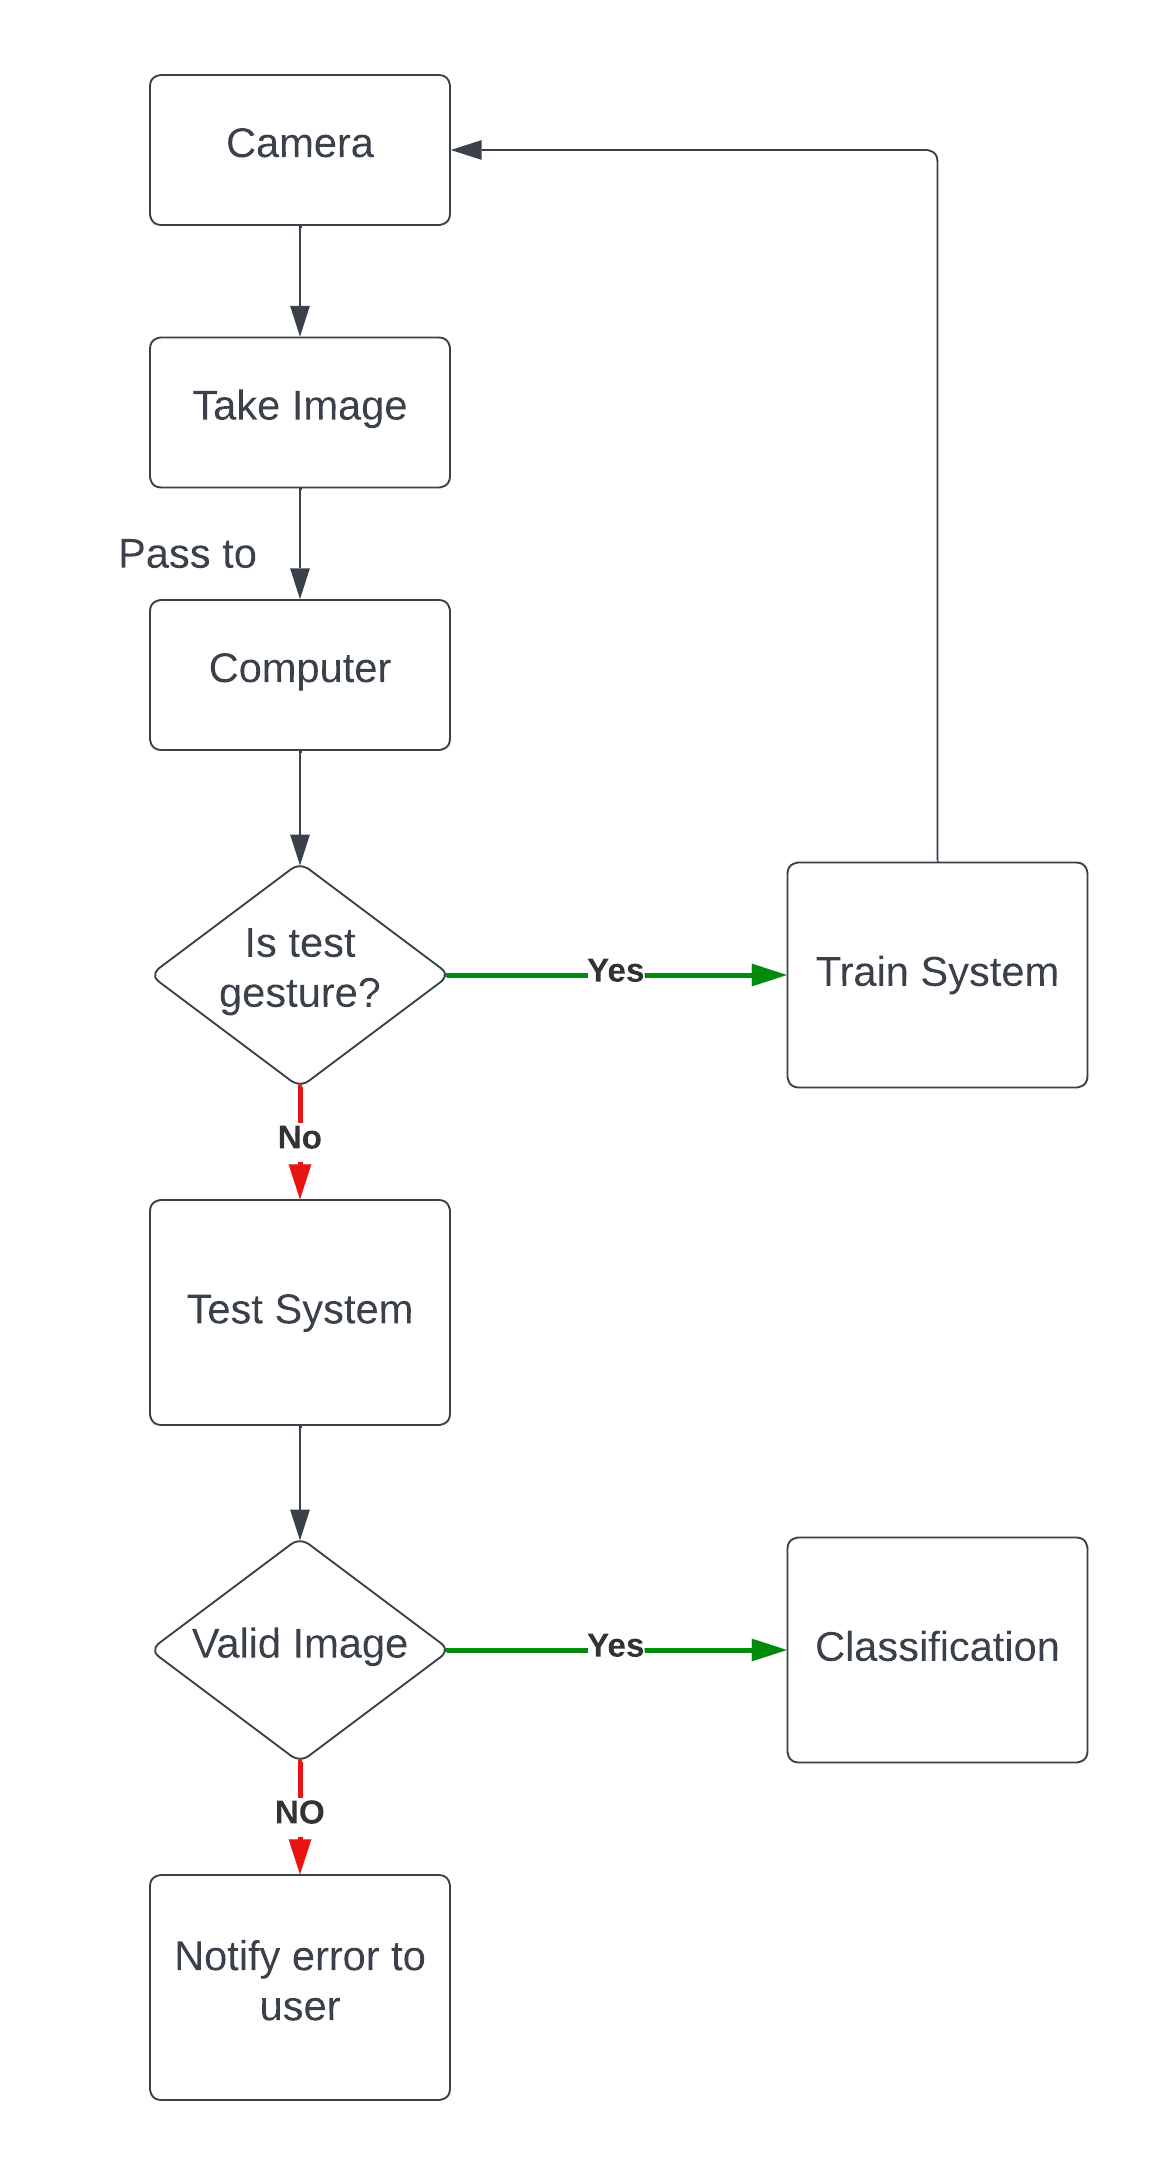 Camera
Take Image
Pass to
Computer
Is test
gesture?
Yes
Train System
No
Test System
Valid Image
Yes
Classification
NO
Notify error to
user